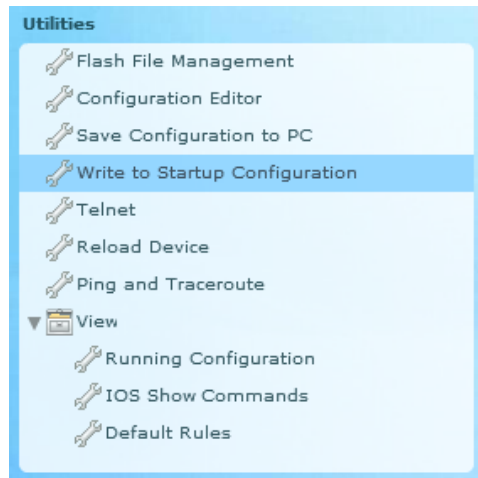 Utilities
Flash File Management
Configuration Editor
Save Configuration to PC
Write to Startup Configuration
Telnet
Reload Device
Ping and Traceroute
View
Running Configuration
IOS Show Commands
Default Rules